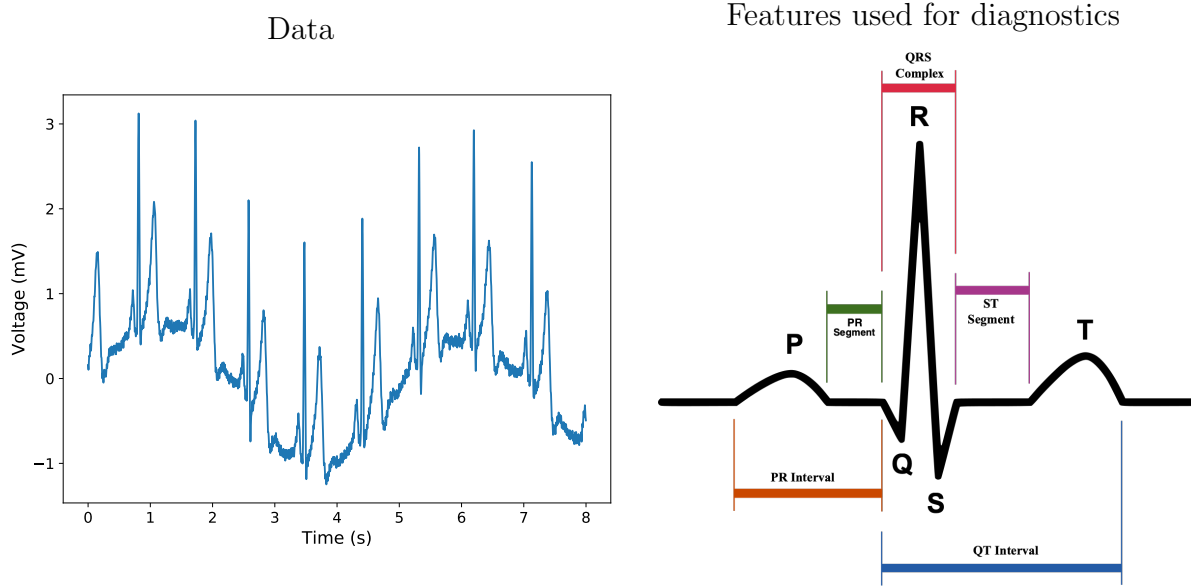 Data
Features used for diagnostics
3
2
1
0
−1
Voltage (mV)
0 1 2 3 4 5 6 7 8
Time (s)
QRS
Complex
R
PR
Segment
ST
Segment
P
T
Q
S
PR Interval
QT Interval